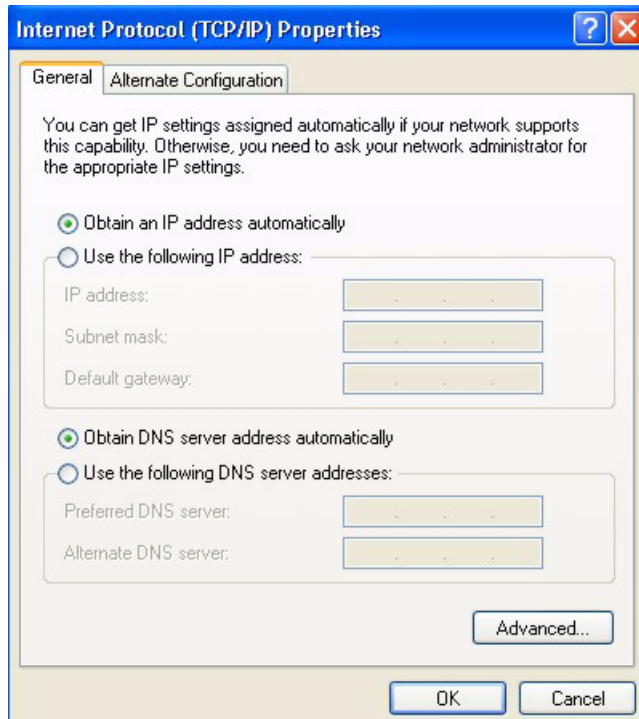 Internet Protocol (TCP/IP) Properties
General
Alternate Configuration
You can get IP settings assigned automatically if your network supports
this capability. Otherwise, you need to ask your network administrator for
the appropriate IP settings.
Obtain an IP address automatically
Use the following IP address:
IP address:
Subnet mask:
Default gateway:
Obtain DNS server address automatically
Use the following DNS server addresses:
Preferred DNS server:
Alternate DNS server:
Advanced...
OK
Cancel